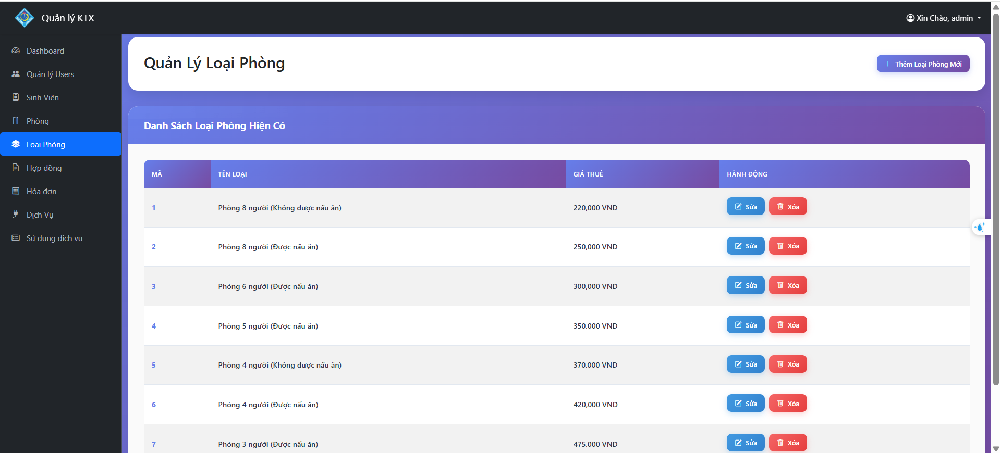 Quản lý KTX
Xin Chào, admin
Dashboard
Quản lý Users
Sinh Viên
Phòng
Loại Phòng
Hợp đồng
Hóa đơn
Dịch Vụ
Sử dụng dịch vụ
Quản Lý Loại Phòng
+ Thêm Loại Phòng Mới
Danh Sách Loại Phòng Hiện Có
MÃ TÊN LOẠI GIÁ THUÊ HÀNH ĐỘNG
1 Phòng 8 người (Không được nấu ăn) 220,000 VND Sửa Xóa
2 Phòng 8 người (Được nấu ăn) 250,000 VND Sửa Xóa
3 Phòng 6 người (Được nấu ăn) 300,000 VND Sửa Xóa
4 Phòng 5 người (Được nấu ăn) 350,000 VND Sửa Xóa
5 Phòng 4 người (Không được nấu ăn) 370,000 VND Sửa Xóa
6 Phòng 4 người (Được nấu ăn) 420,000 VND Sửa Xóa
7 Phòng 3 người (Được nấu ăn) 475,000 VND Sửa Xóa